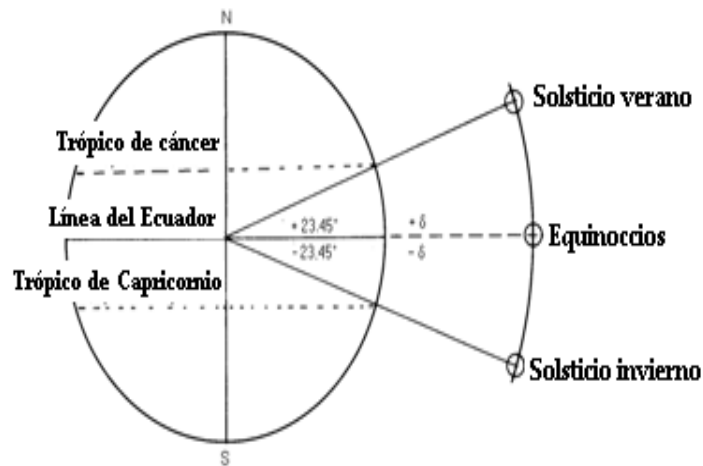 N
Solsticio verano
Trópico de cáncer
Línea del Ecuador
+ 23.45° + δ
Equinoccios
- 23.45° - δ
Trópico de Capricornio
Solsticio invierno
S